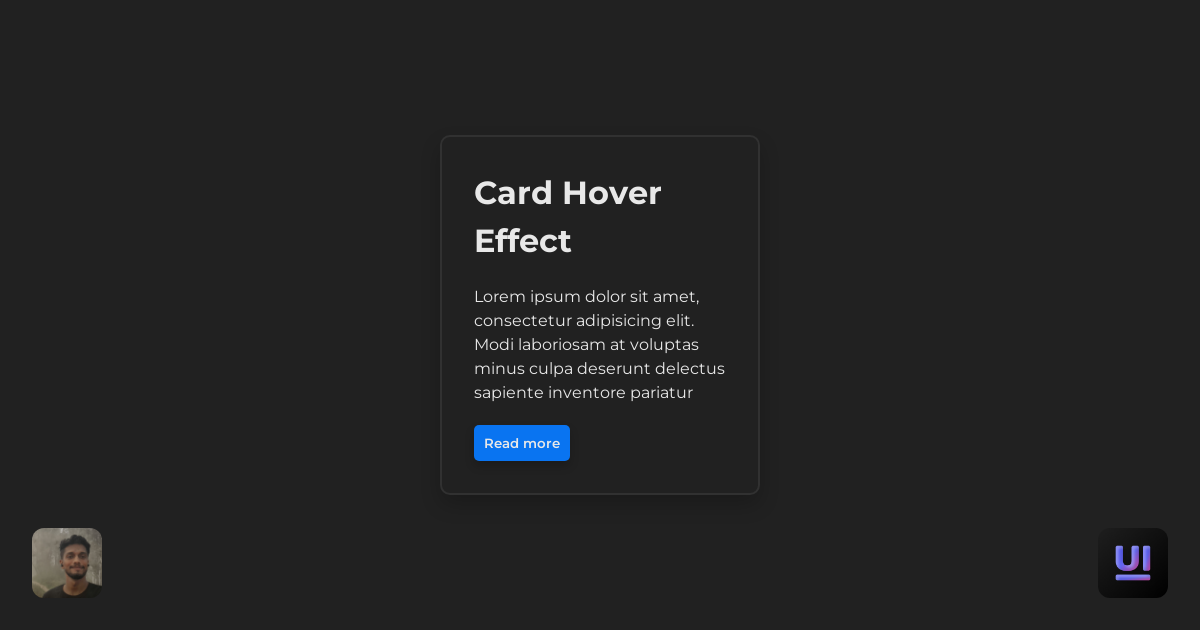 Card Hover
Effect
Lorem ipsum dolor sit amet,
consectetur adipisicing elit.
Modi laboriosam at voluptas
minus culpa deserunt delectus
sapiente inventore pariatur
Read more
UI